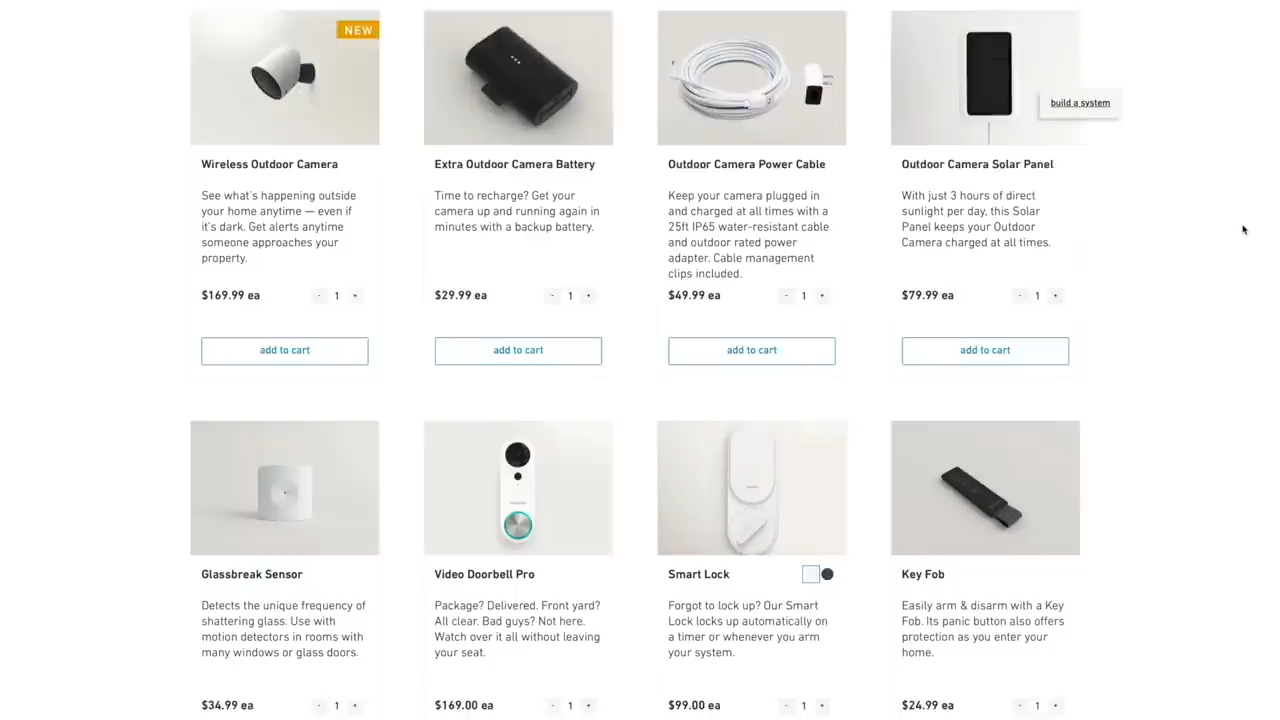 NEW
build a system
Wireless Outdoor Camera
See what's happening outside
your home anytime — even if
it's dark. Get alerts anytime
someone approaches your
property.
$169.99 ea
- 1 +
add to cart
Extra Outdoor Camera Battery
Time to recharge? Get your
camera up and running again in
minutes with a backup battery.
$29.99 ea
- 1 +
add to cart
Outdoor Camera Power Cable
Keep your camera plugged in
and charged at all times with a
25ft IP65 water-resistant cable
and outdoor rated power
adapter. Cable management
clips included.
$49.99 ea
- 1 +
add to cart
Outdoor Camera Solar Panel
With just 3 hours of direct
sunlight per day, this Solar
Panel keeps your Outdoor
Camera charged at all times.
$79.99 ea
- 1 +
add to cart
Glassbreak Sensor
Detects the unique frequency of
shattering glass. Use with
motion detectors in rooms with
many windows or glass doors.
$34.99 ea
- 1 +
Video Doorbell Pro
Package? Delivered. Front yard?
All clear. Bad guys? Not here.
Watch over it all without leaving
your seat.
$169.00 ea
- 1 +
Smart Lock
Forgot to lock up? Our Smart
Lock locks up automatically on
a timer or whenever you arm
your system.
$99.00 ea
- 1 +
Key Fob
Easily arm & disarm with a Key
Fob. Its panic button also offers
protection as you enter your
home.
$24.99 ea
- 1 +